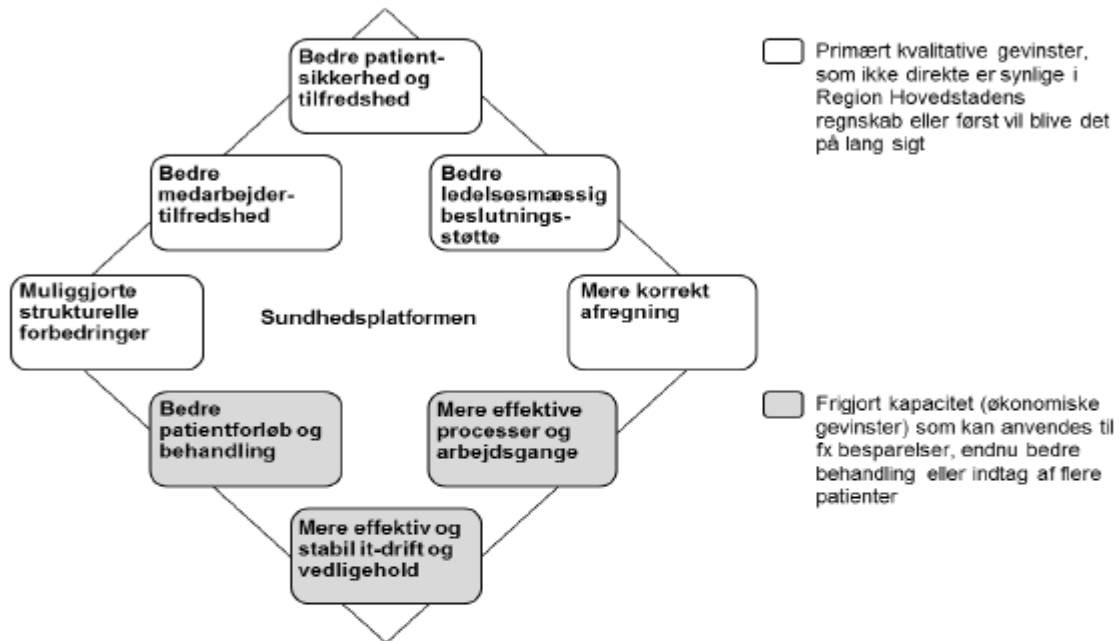 Bedre patient-
sikkerhed og
tilfredshed
Primært kvalitative gevinster,
som ikke direkte er synlige i
Region Hovedstadens
regnskab eller først vil blive det
på lang sigt
Bedre
medarbejder-
tilfredshed
Bedre
ledelsesmæssig
beslutnings-
støtte
Muliggjorte
strukturelle
forbedringer
Sundhedsplatformen
Mere korrekt
afregning
Bedre
patientforløb og
behandling
Mere effektive
processer og
arbejdsgange
Frigjort kapacitet (økonomiske
gevinster) som kan anvendes til
fx besparelser, endnu bedre
behandling eller indtag af flere
patienter
Mere effektiv og
stabil it-drift og
vedligehold